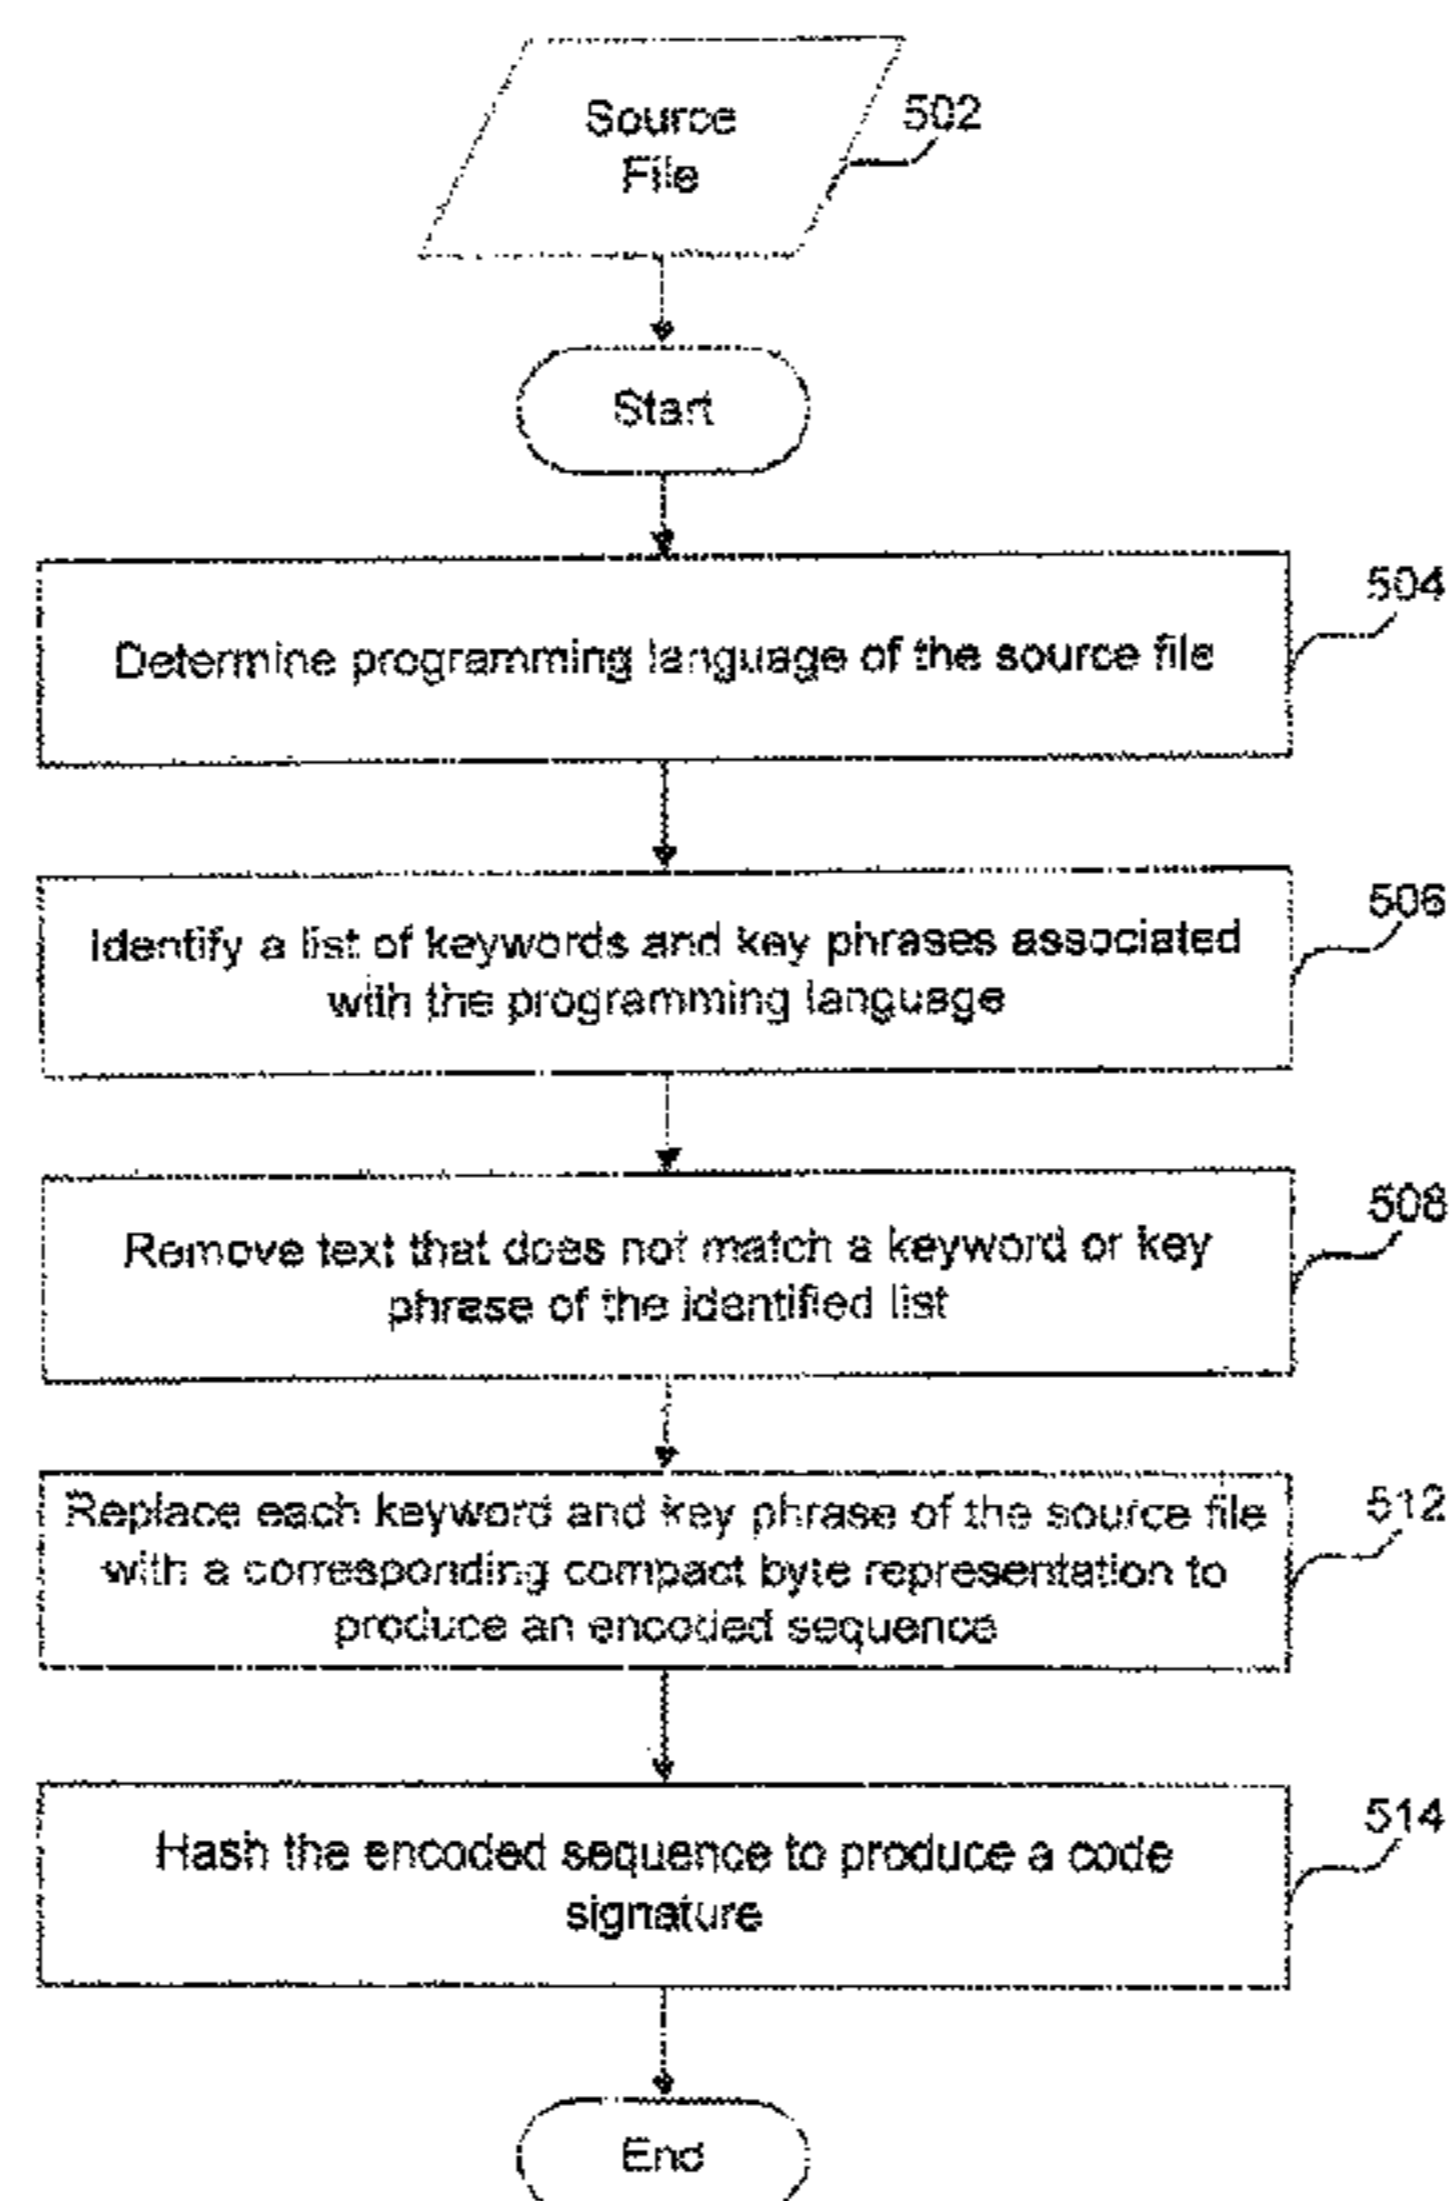 Source
File
502
Start
504
Determine programming language of the source file
506
Identify a list of keywords and key phrases associated
with the programming language
508
Remove text that does not match a keyword or key
phrase of the identified list
512
Replace each keyword and key phrase of the source file
with a corresponding compact byte representation to
produce an encoded sequence
514
Hash the encoded sequence to produce a code
signature
End